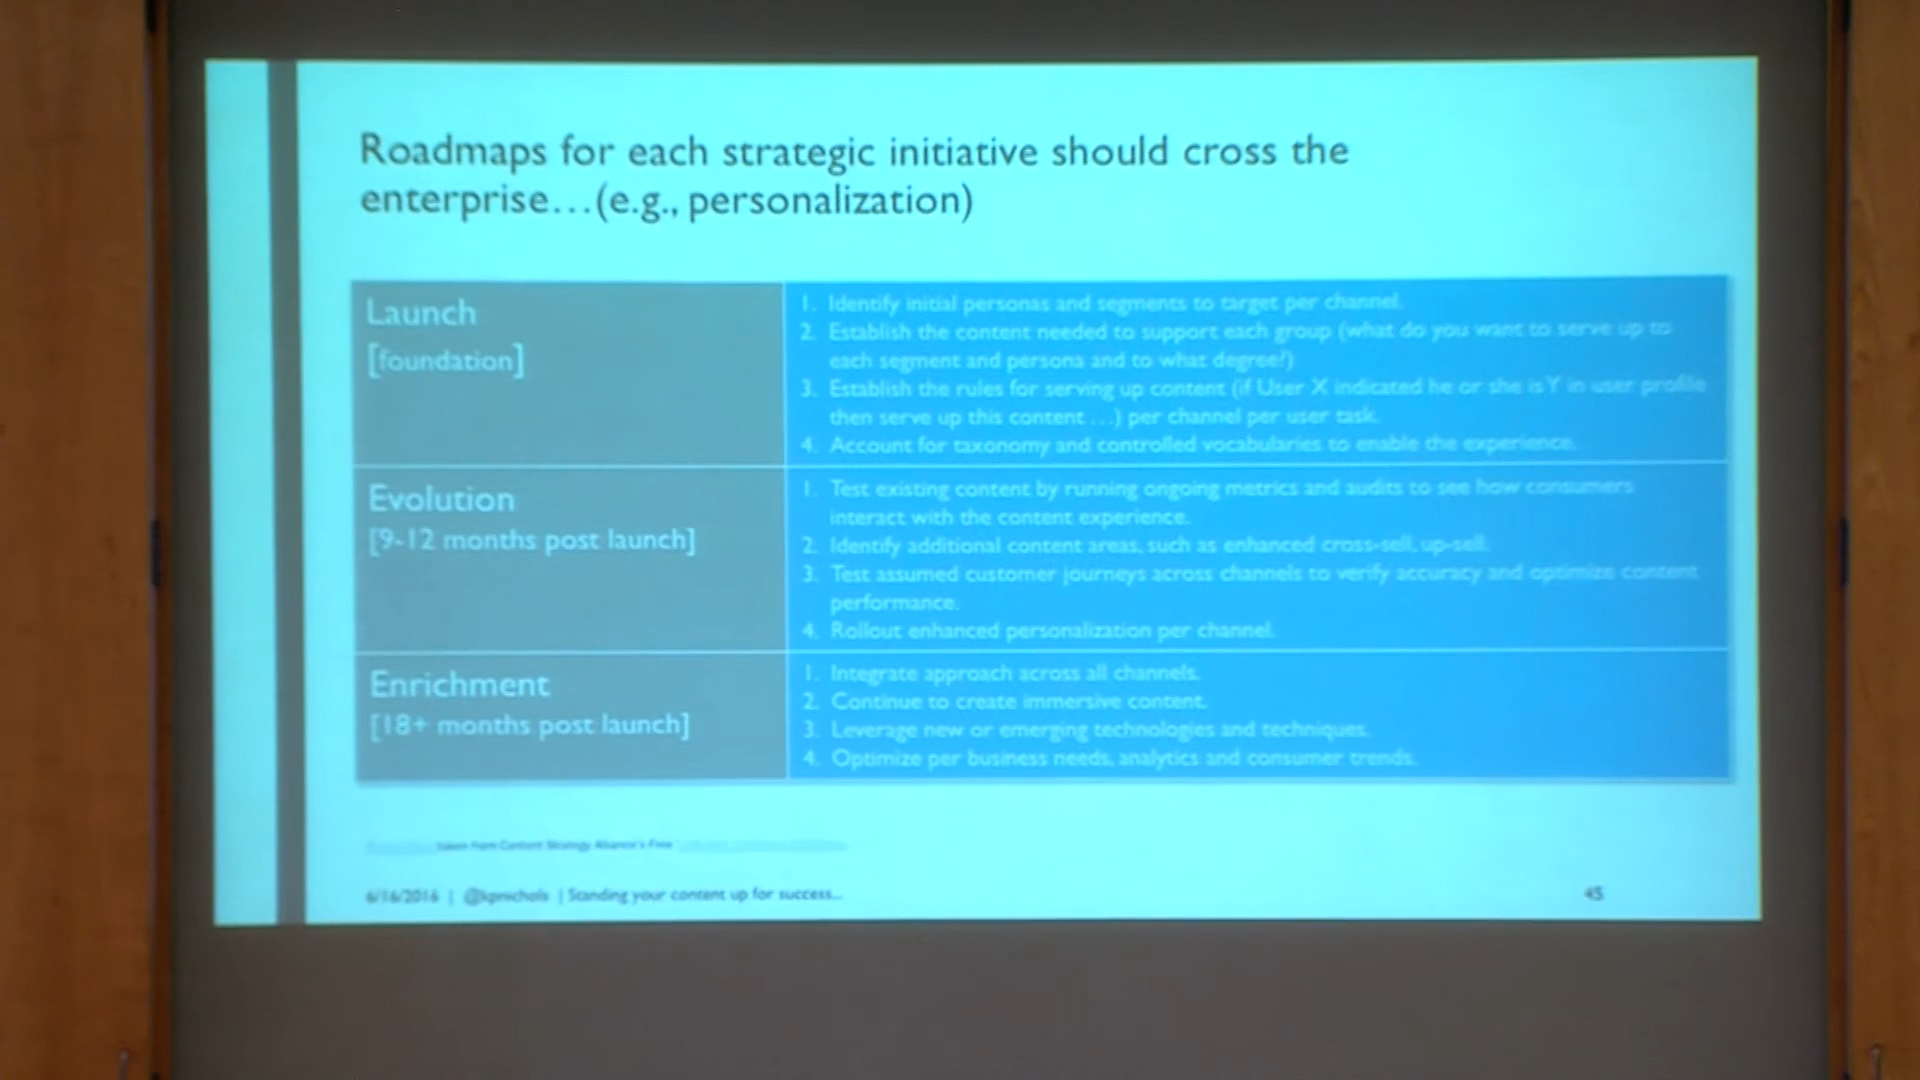 Roadmaps for each strategic initiative should cross the
enterprise…(e.g., personalization)
Launch
[foundation]
1. Identify initial personas and segments to target per channel.
2. Establish the content needed to support each group (what do you want to serve up to
each segment and persona and to what degree?)
3. Establish the rules for serving up content (if User X indicated he or she is Y in user profile
then serve up this content …) per channel per user task.
4. Account for taxonomy and controlled vocabularies to enable the experience.
Evolution
[9-12 months post launch]
1. Test existing content by running ongoing metrics and audits to see how consumers
interact with the content experience.
2. Identify additional content areas, such as enhanced cross-sell, up-sell.
3. Test assumed customer journeys across channels to verify accuracy and optimize content
performance.
4. Rollout enhanced personalization per channel.
Enrichment
[18+ months post launch]
1. Integrate approach across all channels.
2. Continue to create immersive content.
3. Leverage new or emerging technologies and techniques.
4. Optimize per business needs, analytics and consumer trends.
taken from Content Strategy Alliance's Free
6/16/2016 | @kpnichols | Standing your content up for success...
45